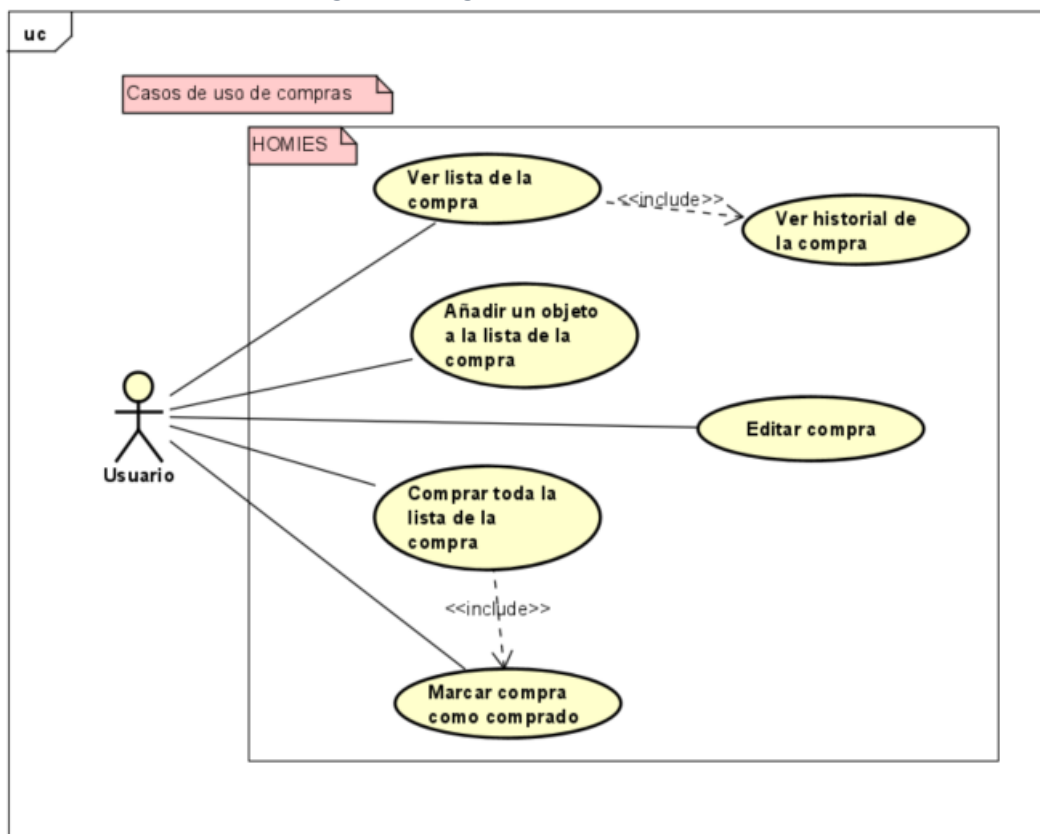 uc
Casos de uso de compras
HOMIES
Ver lista de la
compra
<<include>>
Ver historial de
la compra
Añadir un objeto
a la lista de la
compra
Editar compra
Usuario
Comprar toda la
lista de la
compra
<<include>>
Marcar compra
como comprado